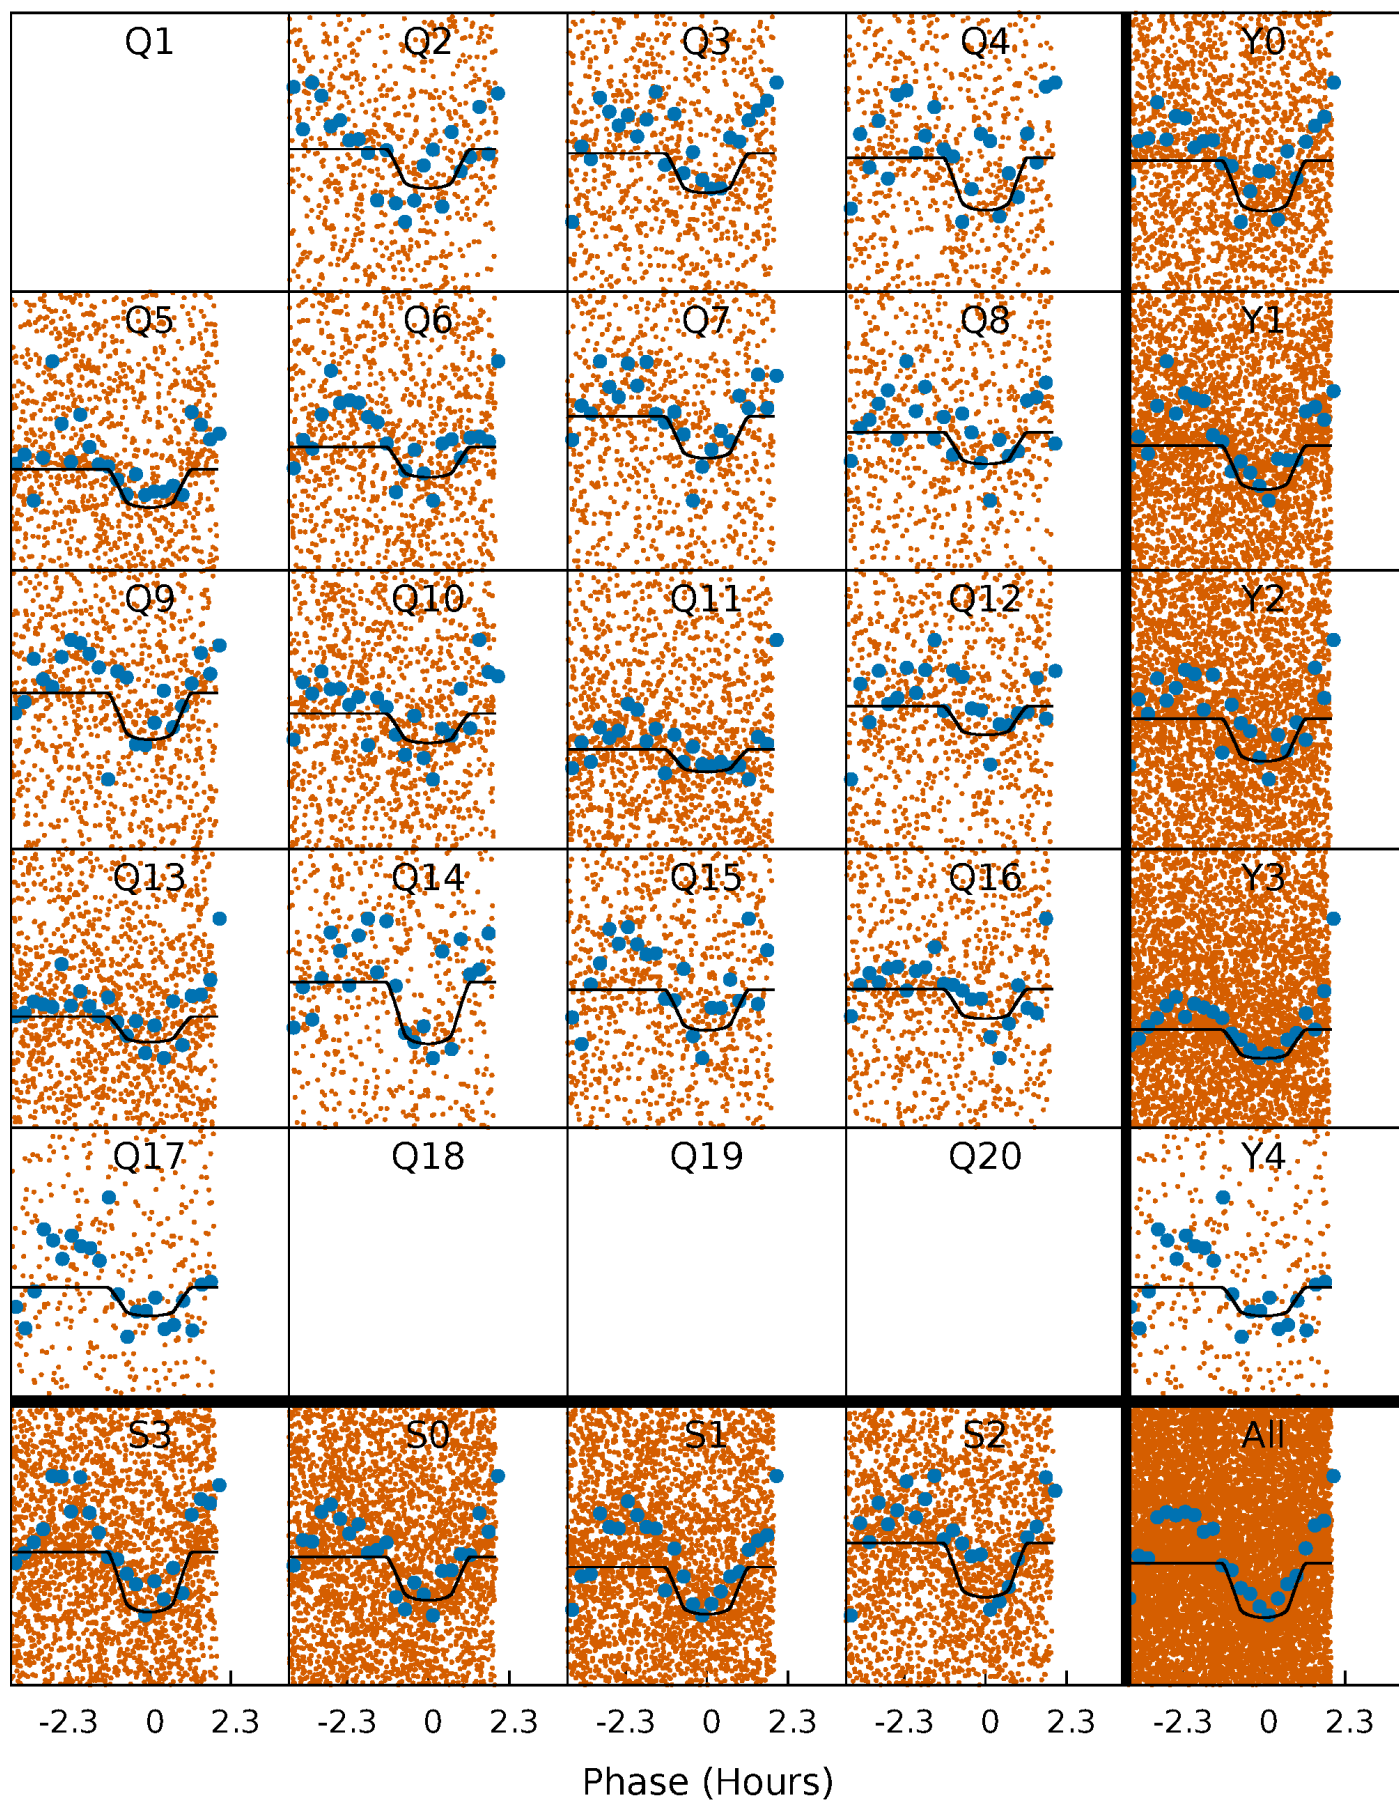 Q1 Q2 Q3 Q4 Y0
Q5 Q6 Q7 Q8 Y1
Q9 Q10 Q11 Q12 Y2
Q13 Q14 Q15 Q16 Y3
Q17 Q18 Q19 Q20 Y4
S3 S0 S1 S2 All
-2.3 0 2.3 -2.3 0 2.3 -2.3 0 2.3 -2.3 0 2.3 -2.3 0 2.3
Phase (Hours)